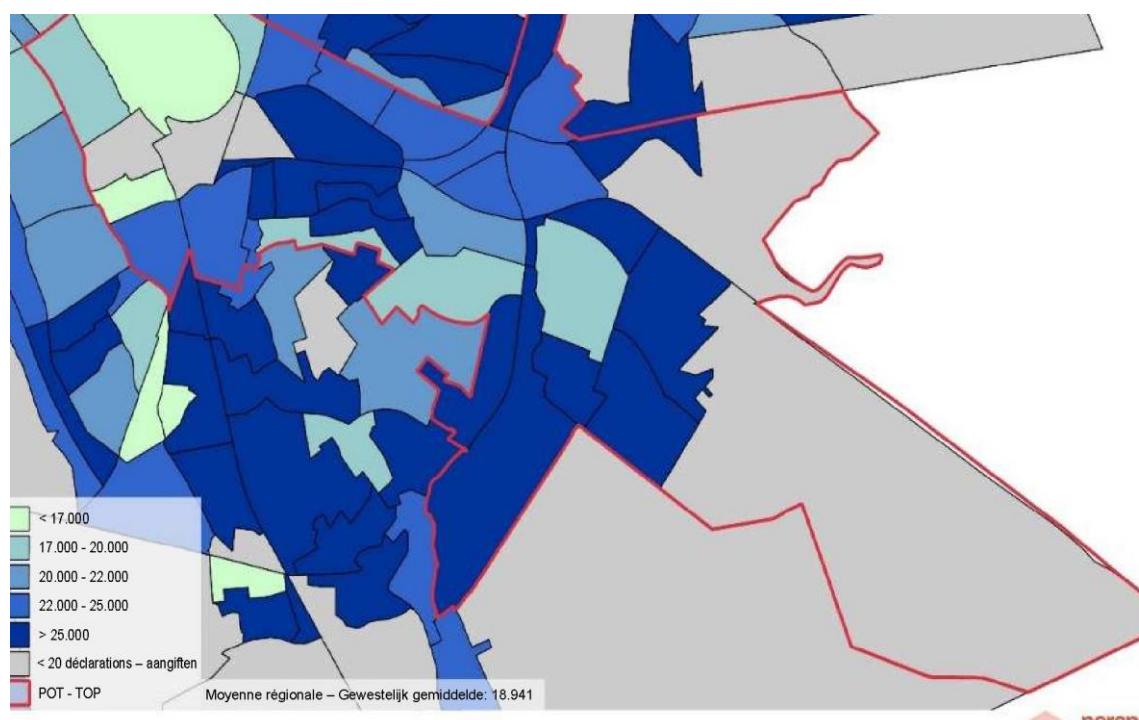 < 17.000
17.000 - 20.000
20.000 - 22.000
22.000 - 25.000
> 25.000
< 20 déclarations – aangiften
POT - TOP
Moyenne régionale – Gewestelijk gemiddelde: 18.941